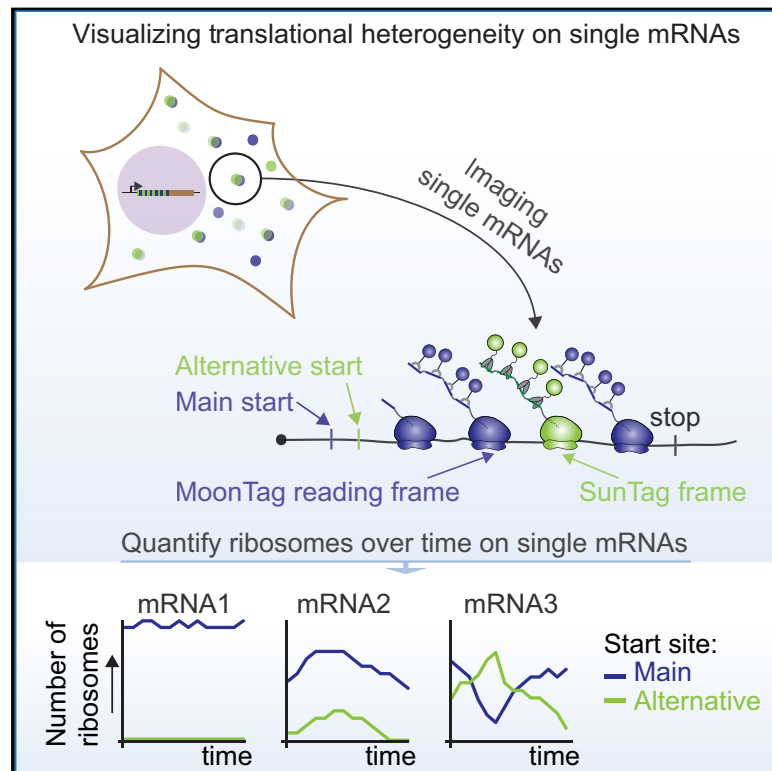 Visualizing translational heterogeneity on single mRNAs
Imaging
single mRNAs
Alternative start
Main start
stop
MoonTag reading frame
SunTag frame
Quantify ribosomes over time on single mRNAs
mRNA1
mRNA2
mRNA3
Number of
ribosomes
Start site:
Main
Alternative
time
time
time